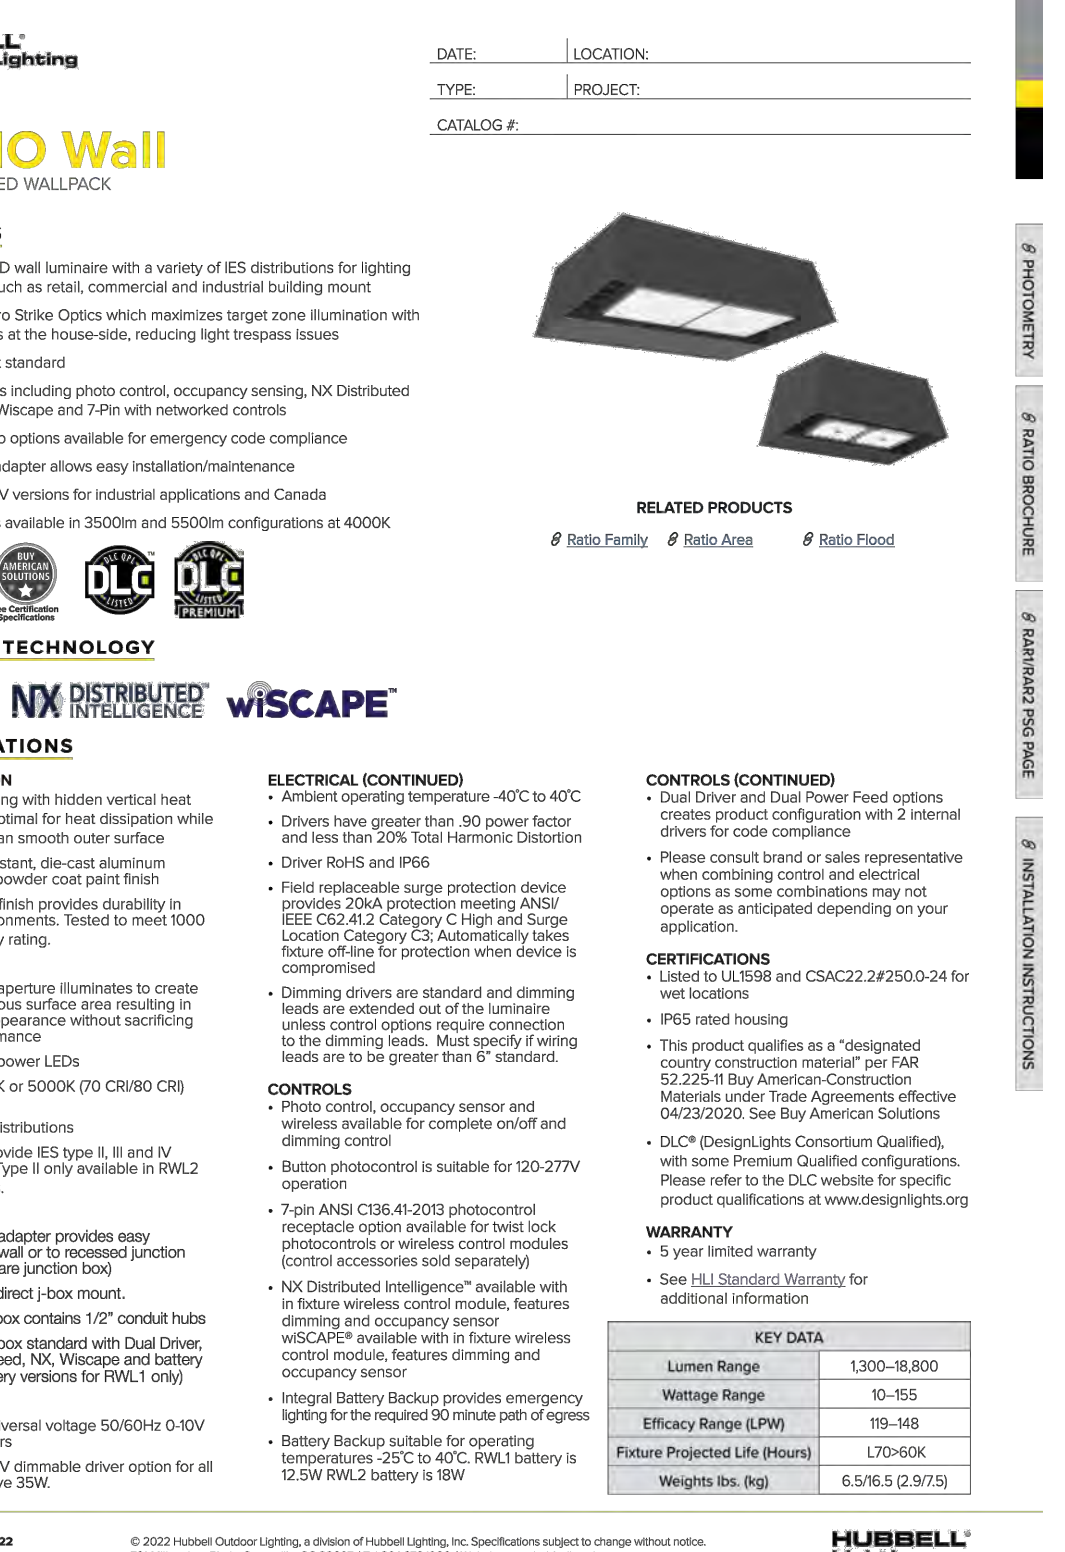 LL®
Lighting
DATE:
LOCATION:
TYPE:
PROJECT:
CATALOG #:
IO Wall
ED WALLPACK
S
D wall luminaire with a variety of IES distributions for lighting
uch as retail, commercial and industrial building mount
ro Strike Optics which maximizes target zone illumination with
s at the house-side, reducing light trespass issues
t standard
s including photo control, occupancy sensing, NX Distributed
Wiscape and 7-Pin with networked controls
p options available for emergency code compliance
adapter allows easy installation/maintenance
V versions for industrial applications and Canada
s available in 3500lm and 5500lm configurations at 4000K
BUY
AMERICAN
SOLUTIONS
ee Certification
Specifications
DLC QPL
DLC
LISTED
™
DLC QPL
DLC
LISTED
PREMIUM
™
RELATED PRODUCTS
Ratio Family
Ratio Area
Ratio Flood
TECHNOLOGY
NX DISTRIBUTED™
INTELLIGENCE
wiSCAPE™
ATIONS
ON
ng with hidden vertical heat
ptimal for heat dissipation while
an smooth outer surface
stant, die-cast aluminum
powder coat paint finish
finish provides durability in
onments. Tested to meet 1000
y rating.
aperture illuminates to create
ous surface area resulting in
ppearance without sacrificing
mance
power LEDs
K or 5000K (70 CRI/80 CRI)
istributions
ovide IES type II, III and IV
Type II only available in RWL2
.
adapter provides easy
wall or to recessed junction
are junction box)
direct j-box mount.
box contains 1/2” conduit hubs
box standard with Dual Driver,
eed, NX, Wiscape and battery
ery versions for RWL1 only)
iversal voltage 50/60Hz 0-10V
rs
V dimmable driver option for all
ve 35W.
ELECTRICAL (CONTINUED)
• Ambient operating temperature -40˚C to 40˚C
• Drivers have greater than .90 power factor
and less than 20% Total Harmonic Distortion
• Driver RoHS and IP66
• Field replaceable surge protection device
provides 20kA protection meeting ANSI/
IEEE C62.41.2 Category C High and Surge
Location Category C3; Automatically takes
fixture off-line for protection when device is
compromised
• Dimming drivers are standard and dimming
leads are extended out of the luminaire
unless control options require connection
to the dimming leads. Must specify if wiring
leads are to be greater than 6” standard.
CONTROLS
• Photo control, occupancy sensor and
wireless available for complete on/off and
dimming control
• Button photocontrol is suitable for 120-277V
operation
• 7-pin ANSI C136.41-2013 photocontrol
receptacle option available for twist lock
photocontrols or wireless control modules
(control accessories sold separately)
• NX Distributed Intelligence™ available with
in fixture wireless control module, features
dimming and occupancy sensor
wiSCAPE® available with in fixture wireless
control module, features dimming and
occupancy sensor
• Integral Battery Backup provides emergency
lighting for the required 90 minute path of egress
• Battery Backup suitable for operating
temperatures -25˚C to 40˚C. RWL1 battery is
12.5W RWL2 battery is 18W
CONTROLS (CONTINUED)
• Dual Driver and Dual Power Feed options
creates product configuration with 2 internal
drivers for code compliance
• Please consult brand or sales representative
when combining control and electrical
options as some combinations may not
operate as anticipated depending on your
application.
CERTIFICATIONS
• Listed to UL1598 and CSAC22.2#250.0-24 for
wet locations
• IP65 rated housing
• This product qualifies as a “designated
country construction material” per FAR
52.225-11 Buy American-Construction
Materials under Trade Agreements effective
04/23/2020. See Buy American Solutions
• DLC® (DesignLights Consortium Qualified),
with some Premium Qualified configurations.
Please refer to the DLC website for specific
product qualifications at www.designlights.org
WARRANTY
• 5 year limited warranty
• See HLI Standard Warranty for
additional information
KEY DATA
Lumen Range 1,300–18,800
Wattage Range 10–155
Efficacy Range (LPW) 119–148
Fixture Projected Life (Hours) L70>60K
Weights lbs. (kg) 6.5/16.5 (2.9/7.5)
PHOTOMETRY
RATIO BROCHURE
RAR1/RAR2 PSG PAGE
INSTALLATION INSTRUCTIONS
22
© 2022 Hubbell Outdoor Lighting, a division of Hubbell Lighting, Inc. Specifications subject to change without notice.
HUBBELL®